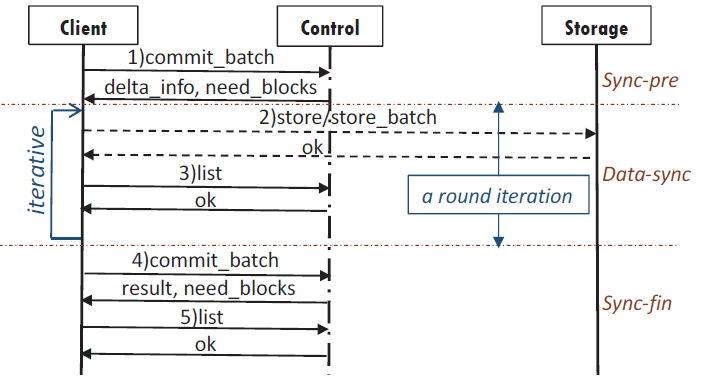 Client
Control
Storage
1)commit_batch
Sync-pre
delta_info, need_blocks
2)store/store_batch
ok
iterative
3)list
Data-sync
a round iteration
ok
4)commit_batch
result, need_blocks
Sync-fin
5)list
ok